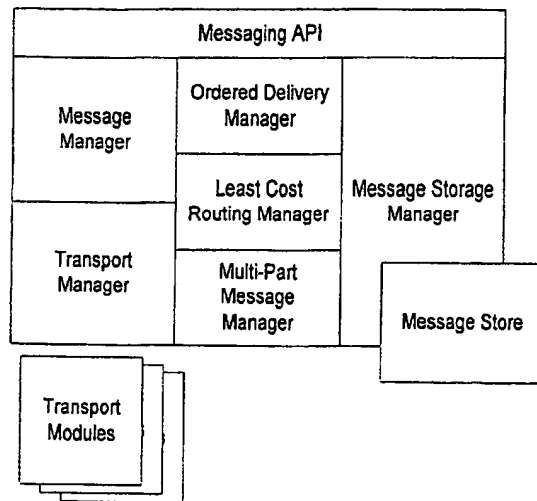 Messaging API
Message
Manager
Ordered Delivery
Manager
Least Cost
Routing Manager
Message Storage
Manager
Transport
Manager
Multi-Part
Message
Manager
Message Store
Transport
Modules